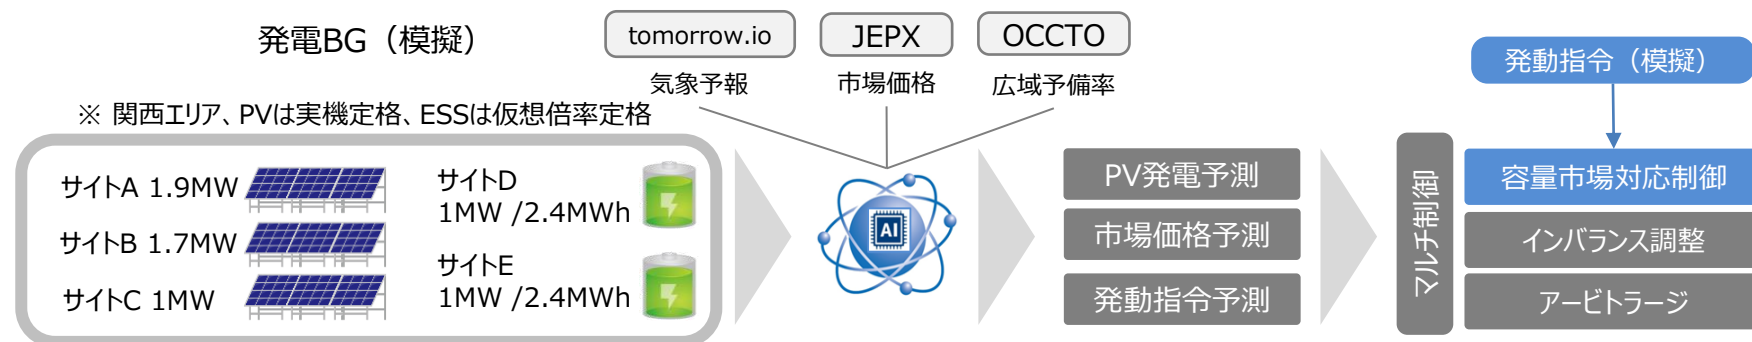 発電BG（模擬）
※ 関西エリア、PVは実機定格、ESSは仮想倍率定格
サイトA 1.9MW
サイトB 1.7MW
サイトC 1MW
サイトD
1MW /2.4MWh
サイトE
1MW /2.4MWh
tomorrow.io
気象予報
JEPX
市場価格
OCCTO
広域予備率
AI
PV発電予測
市場価格予測
発動指令予測
マルチ制御
発動指令（模擬）
容量市場対応制御
インバランス調整
アービトラージ